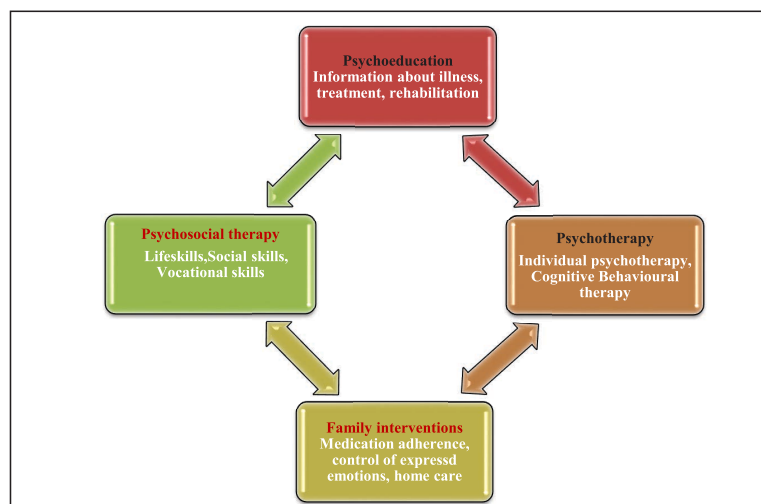 Psychoeducation
Information about illness,
treatment, rehabilitation
Psychosocial therapy
Lifeskills,Social skills,
Vocational skills
Psychotherapy
Individual psychotherapy,
Cognitive Behavioural
therapy
Family interventions
Medication adherence,
control of expressd
emotions, home care